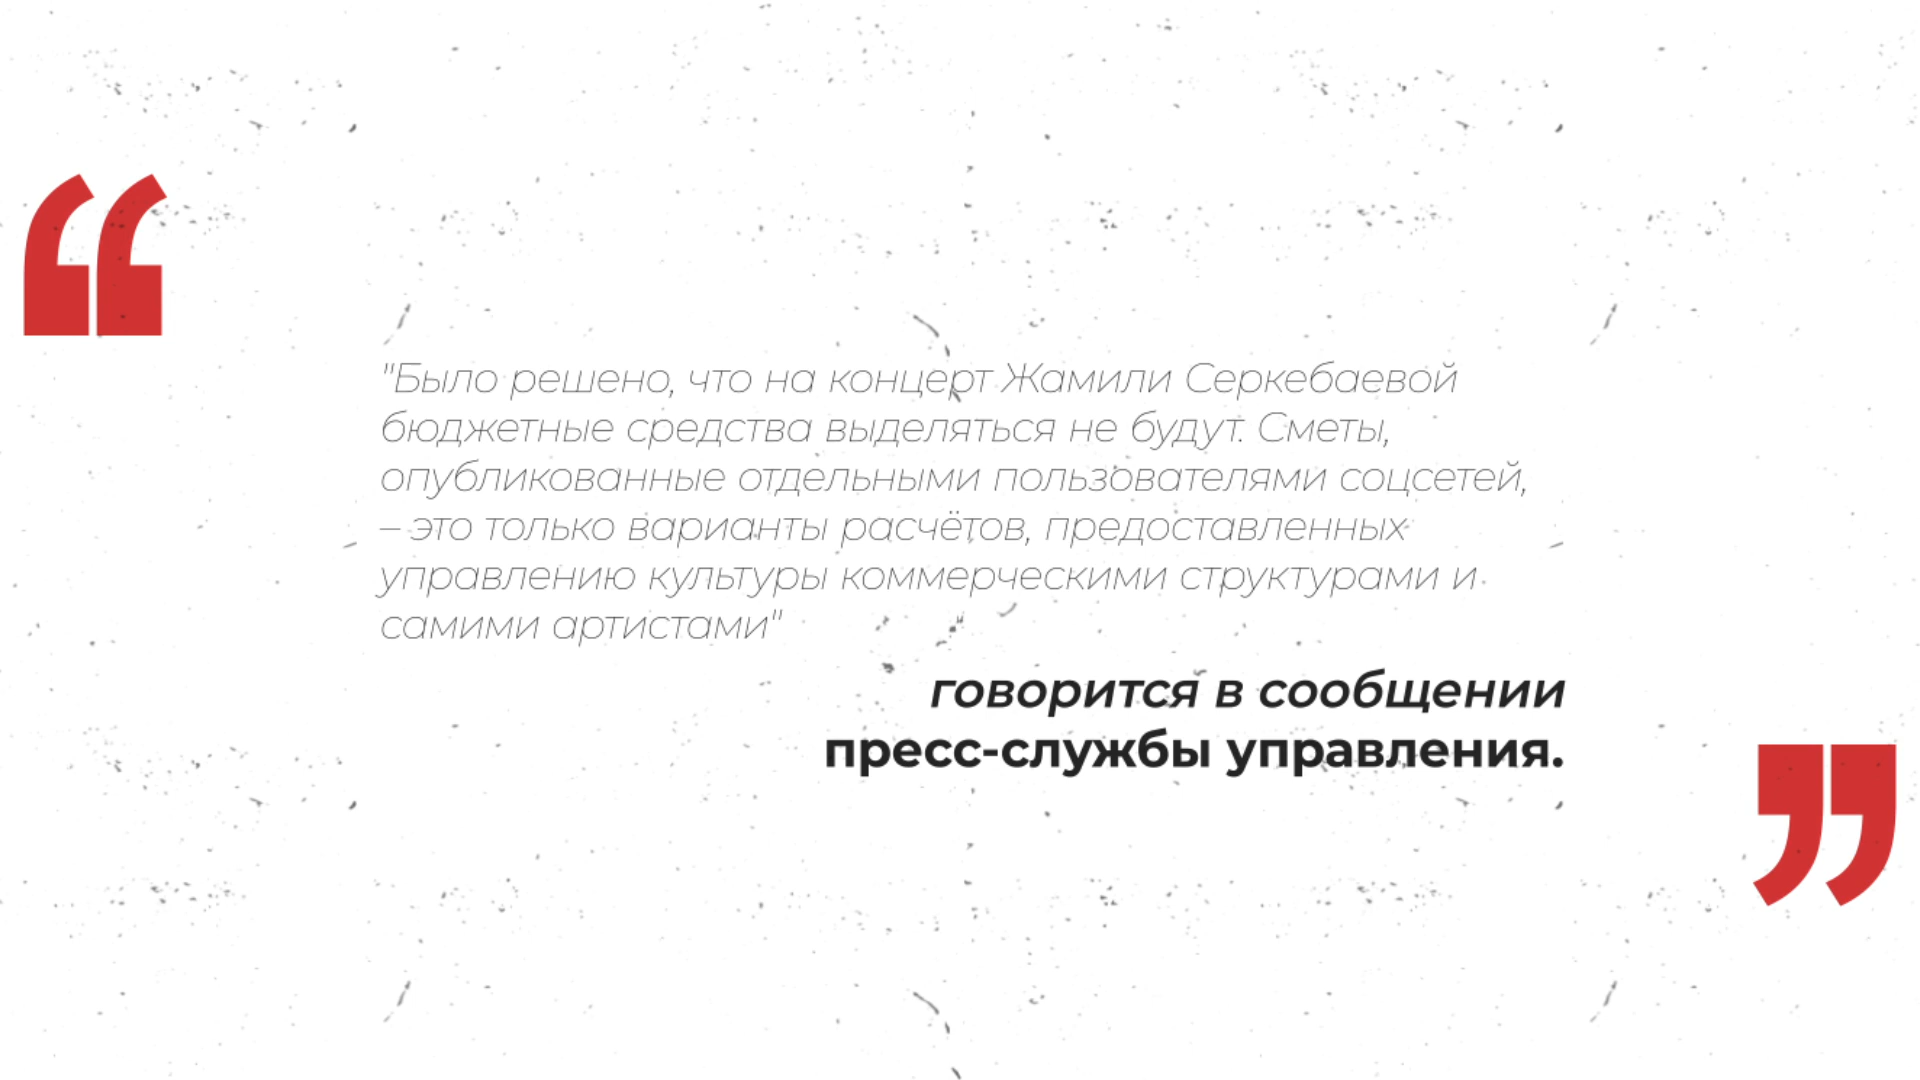 "Было решено, что на концерт Жамили Серкебаевой
бюджетные средства выделяться не будут. Сметы,
опубликованные отдельными пользователями соцсетей,
– это только варианты расчётов, предоставленных
управлению культуры коммерческими структурами и
самими артистами"
говорится в сообщении
пресс-службы управления.